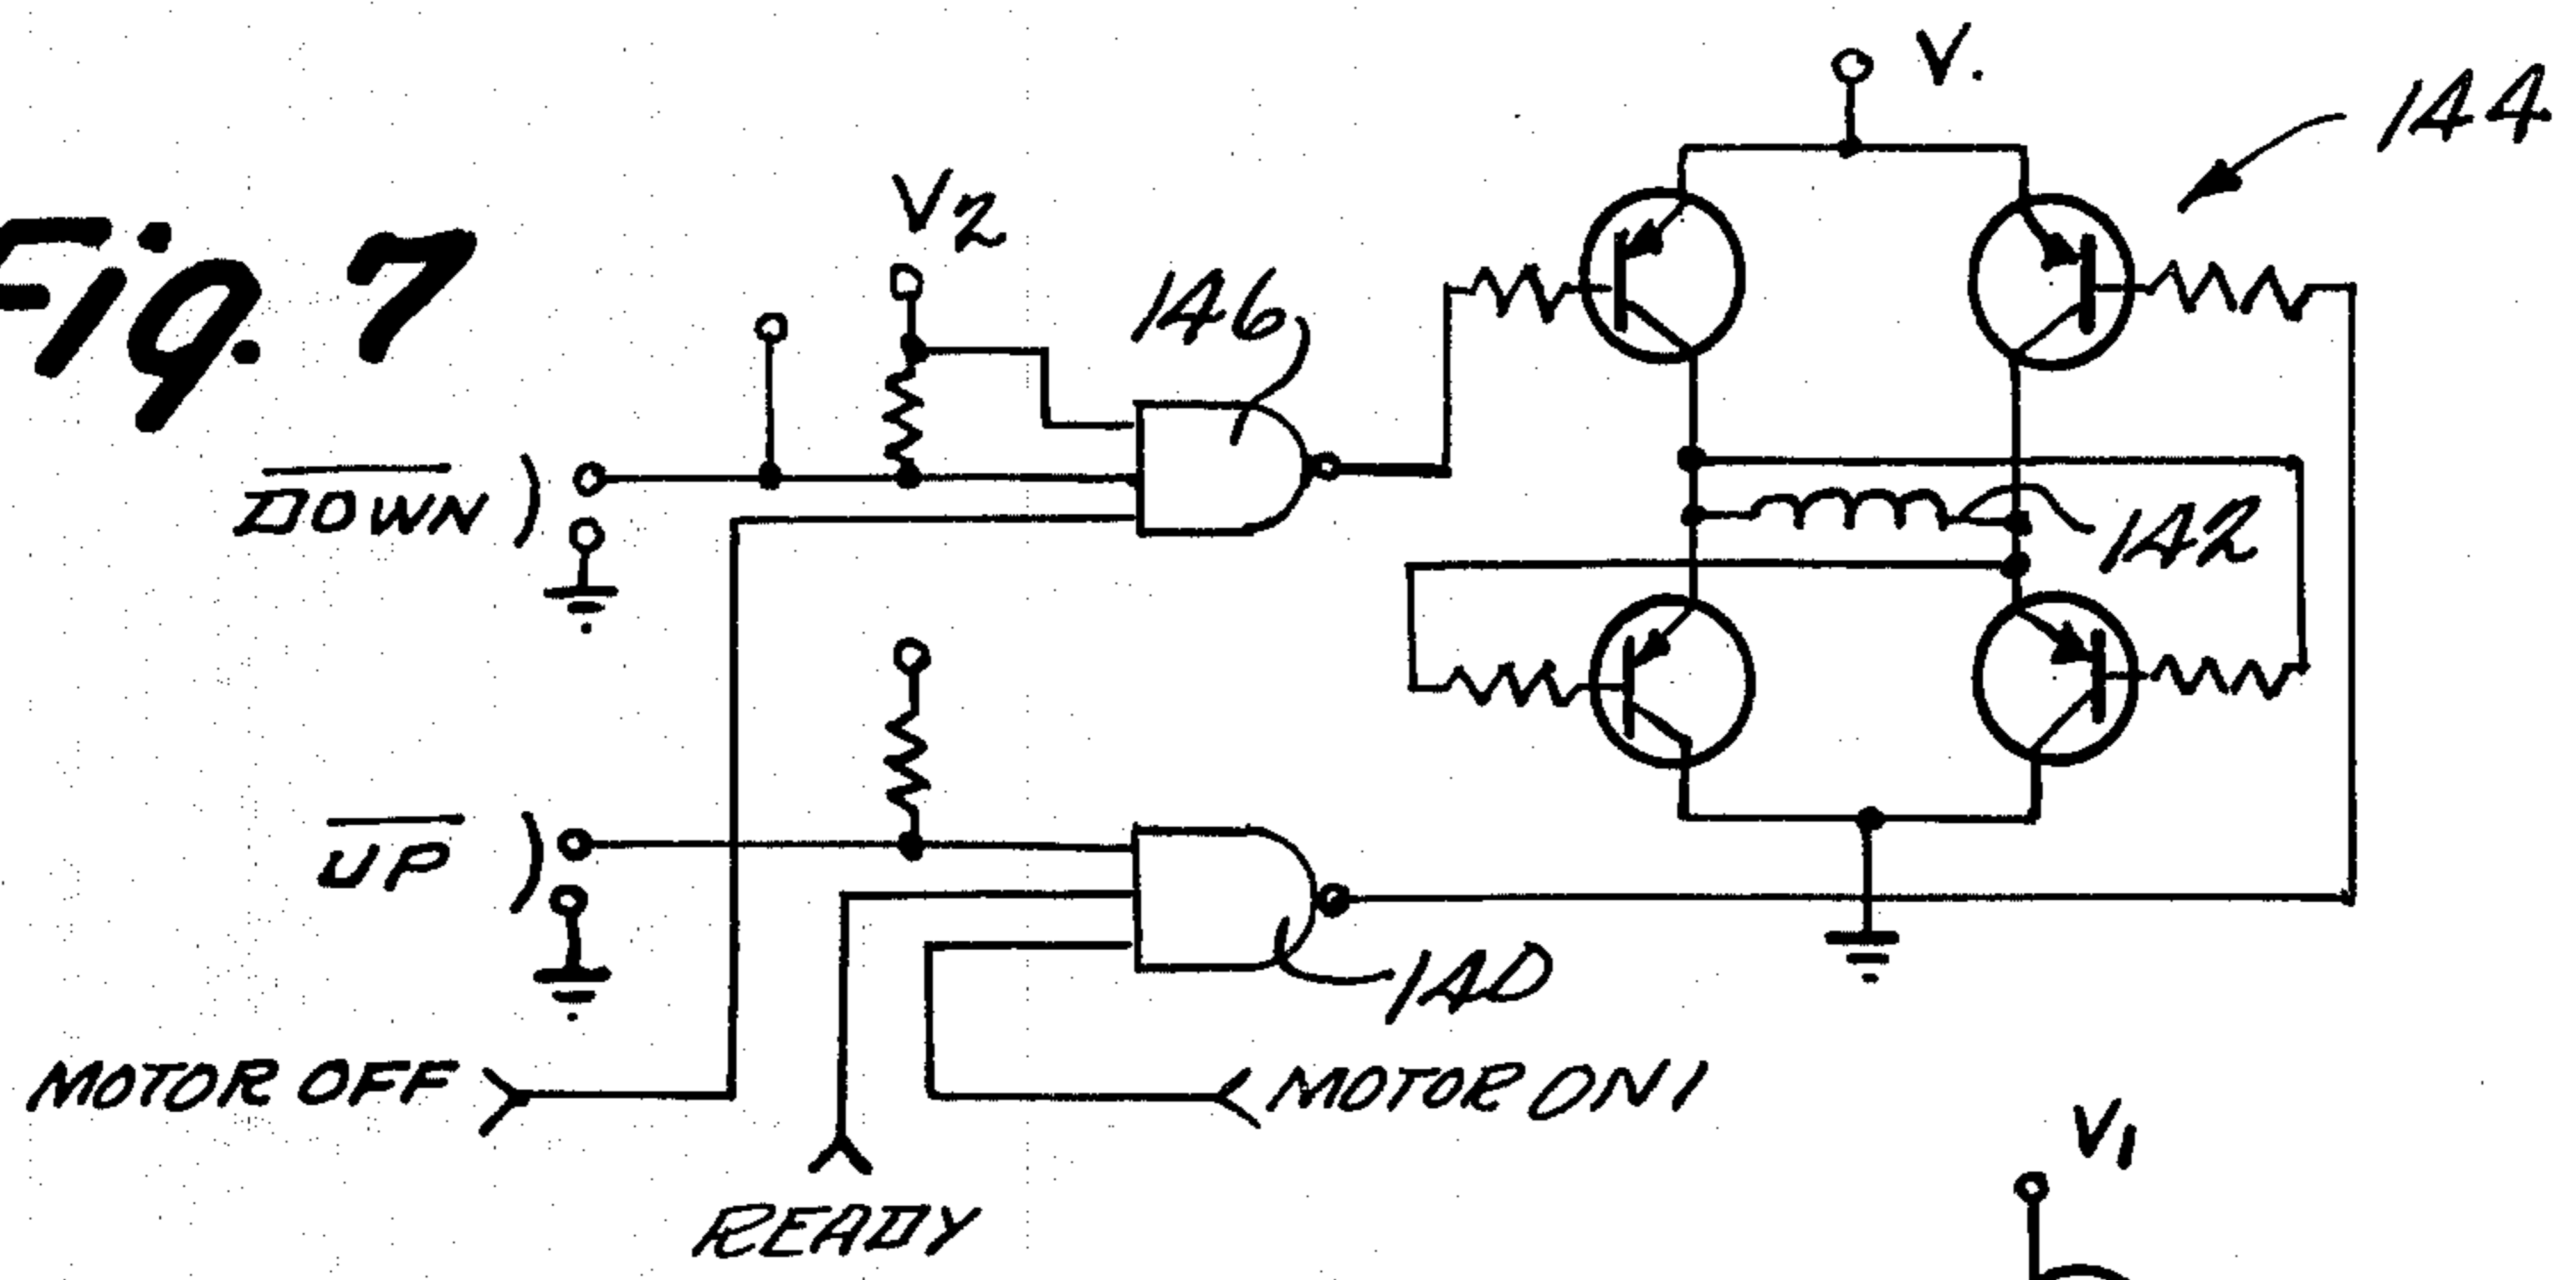 Fig. 7
V.
144
V2
146
DOWN
142
UP
140
MOTOR OFF
MOTOR ON 1
READY
V1